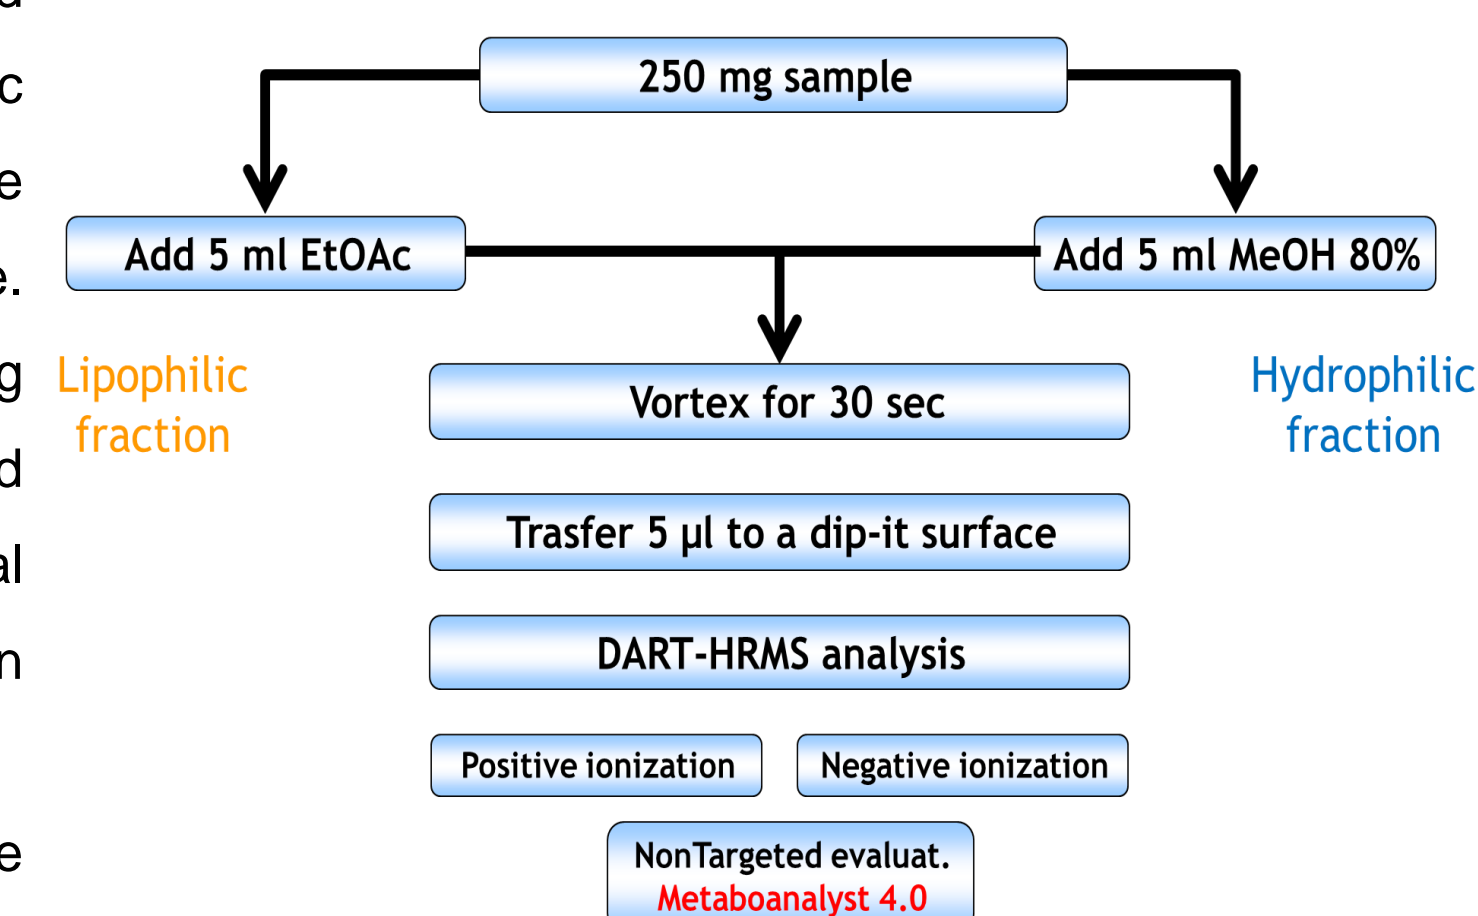 250 mg sample
Add 5 ml EtOAc
Add 5 ml MeOH 80%
Lipophilic
fraction
Hydrophilic
fraction
Vortex for 30 sec
Trasfer 5 µl to a dip-it surface
DART-HRMS analysis
Positive ionization
Negative ionization
NonTargeted evaluat.
Metaboanalyst 4.0